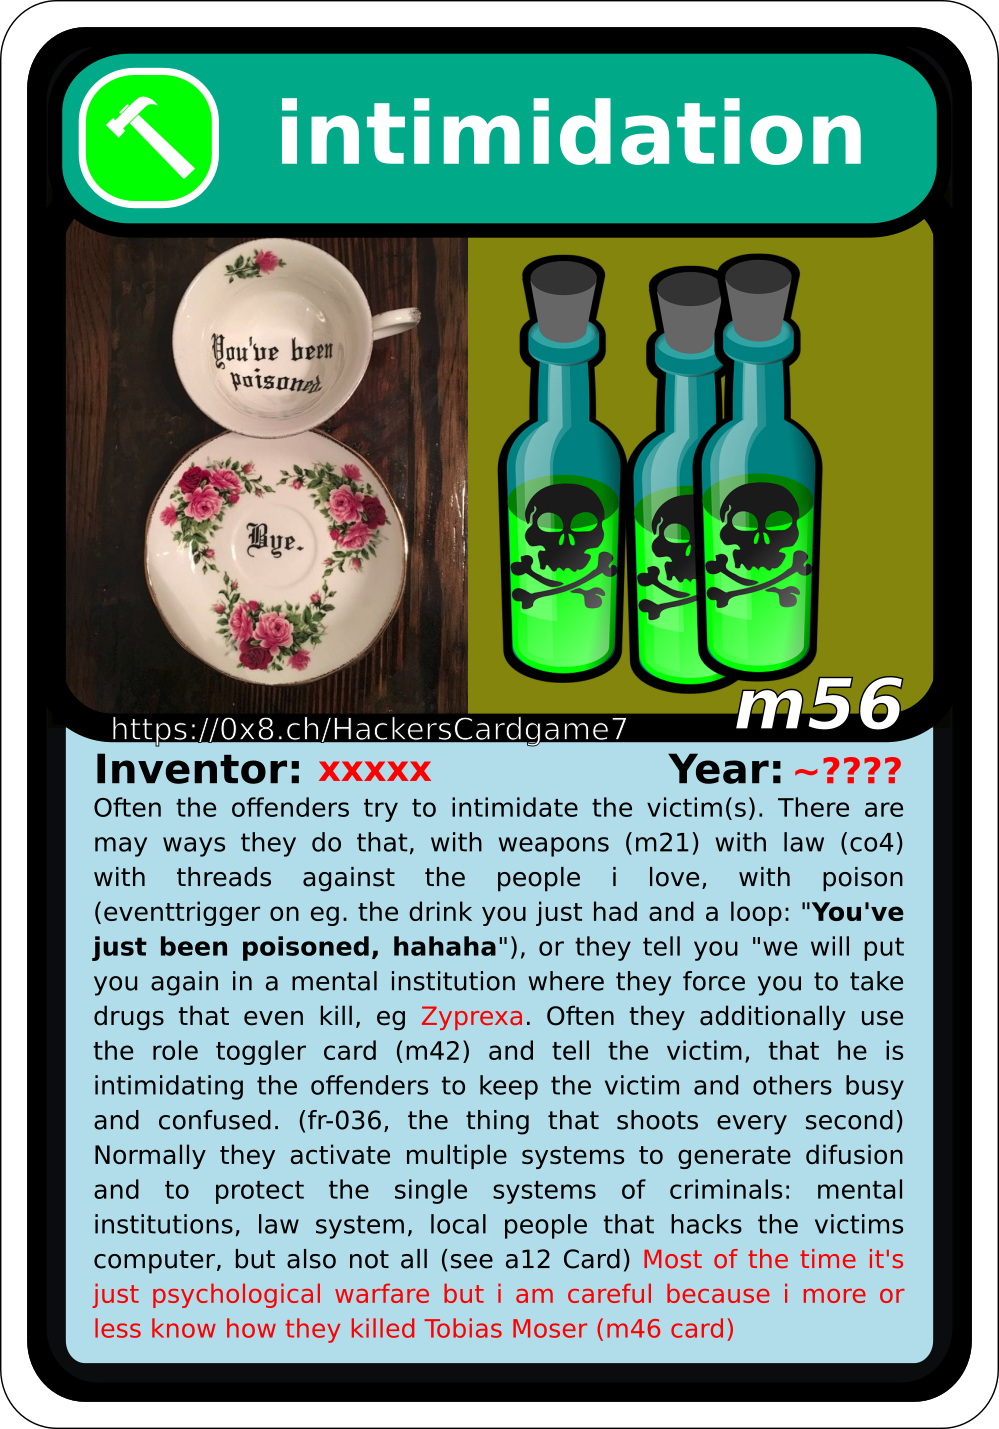 intimidation
You've been
poisoned.
Bye.
m56
https://0x8.ch/HackersCardgame7
Inventor: xxxxx Year: ~????
Often the offenders try to intimidate the victim(s). There are
may ways they do that, with weapons (m21) with law (co4)
with threads against the people i love, with poison
(eventtrigger on eg. the drink you just had and a loop: "You've
just been poisoned, hahaha"), or they tell you "we will put
you again in a mental institution where they force you to take
drugs that even kill, eg Zyprexa. Often they additionally use
the role toggler card (m42) and tell the victim, that he is
intimidating the offenders to keep the victim and others busy
and confused. (fr-036, the thing that shoots every second)
Normally they activate multiple systems to generate difusion
and to protect the single systems of criminals: mental
institutions, law system, local people that hacks the victims
computer, but also not all (see a12 Card) Most of the time it's
just psychological warfare but i am careful because i more or
less know how they killed Tobias Moser (m46 card)